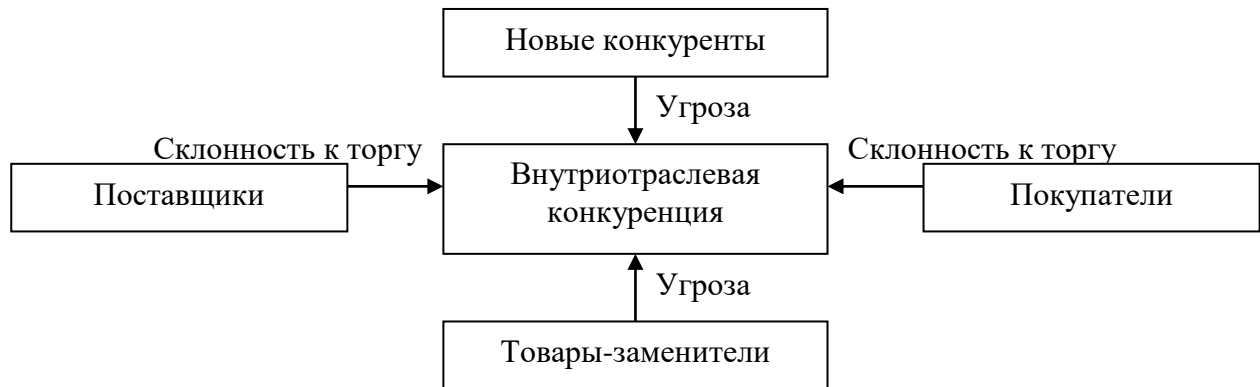 Новые конкуренты
Угроза
Склонность к торгу
Склонность к торгу
Поставщики
Внутриотраслевая
конкуренция
Покупатели
Угроза
Товары-заменители